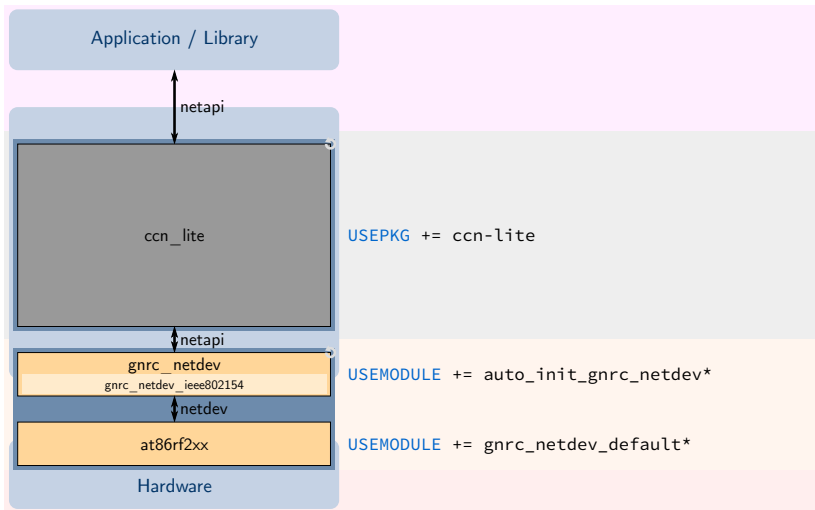 Application / Library
netapi
ccn_lite
USEPKG += ccn-lite
netapi
gnrc_netdev
gnrc_netdev_ieee802154
USEMODULE += auto_init_gnrc_netdev*
netdev
at86rf2xx
USEMODULE += gnrc_netdev_default*
Hardware